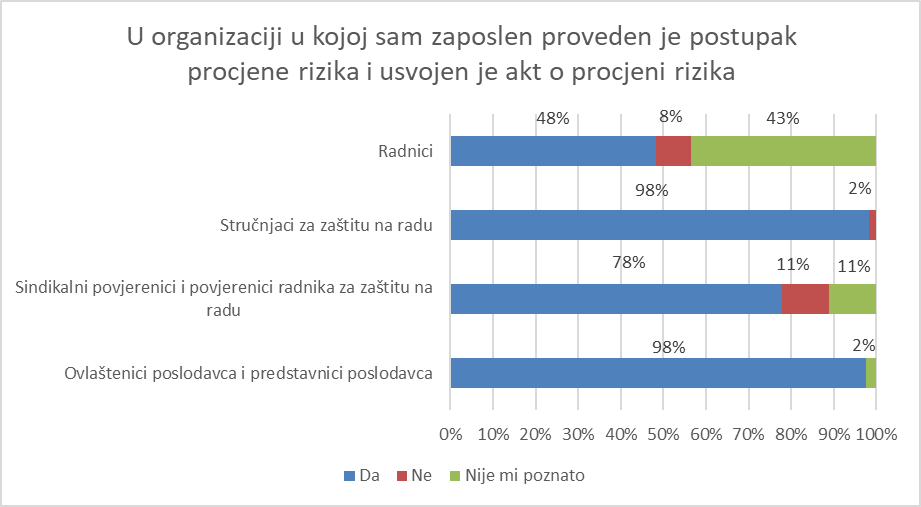 U organizaciji u kojoj sam zaposlen proveden je postupak
procjene rizika i usvojen je akt o procjeni rizika
48% 8% 43%
Radnici
98% 2%
Stručnjaci za zaštitu na radu
78% 11% 11%
Sindikalni povjerenici i povjerenici radnika za zaštitu na
radu
98% 2%
Ovlaštenici poslodavca i predstavnici poslodavca
0% 10% 20% 30% 40% 50% 60% 70% 80% 90% 100%
Da Ne Nije mi poznato